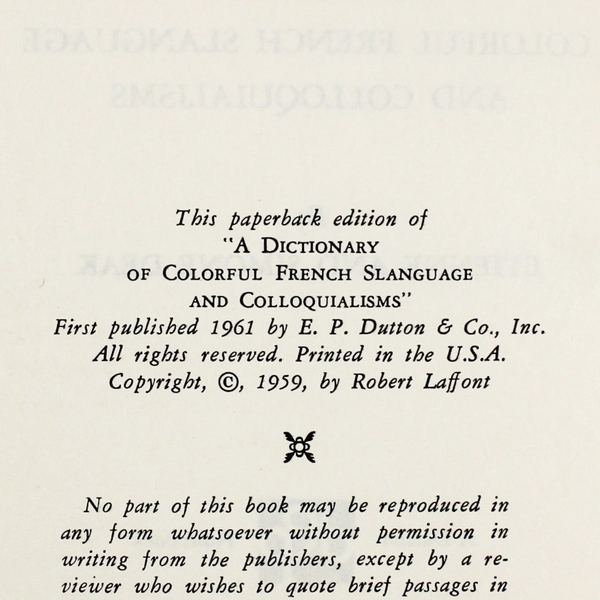 This paperback edition of
"A Dictionary
of Colorful French Slanguage
and Colloquialisms"
First published 1961 by E. P. Dutton & Co., Inc.
All rights reserved. Printed in the U.S.A.
Copyright, ©, 1959, by Robert Laffont
No part of this book may be reproduced in
any form whatsoever without permission in
writing from the publishers, except by a re-
viewer who wishes to quote brief passages in